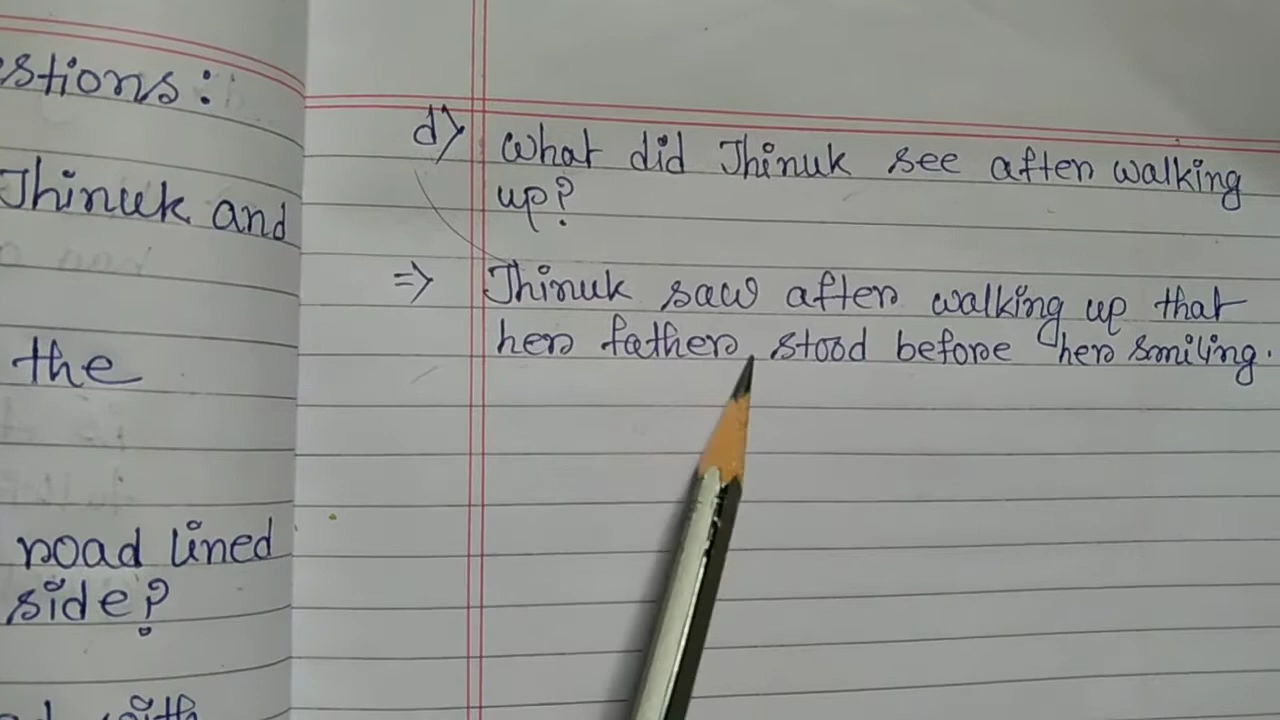 stions:
Jhinuk and
the
road lined
side?
with
d) What did Jhinuk see after walking
up?
=> Jhinuk saw after walking up that
her father stood before her smiling.